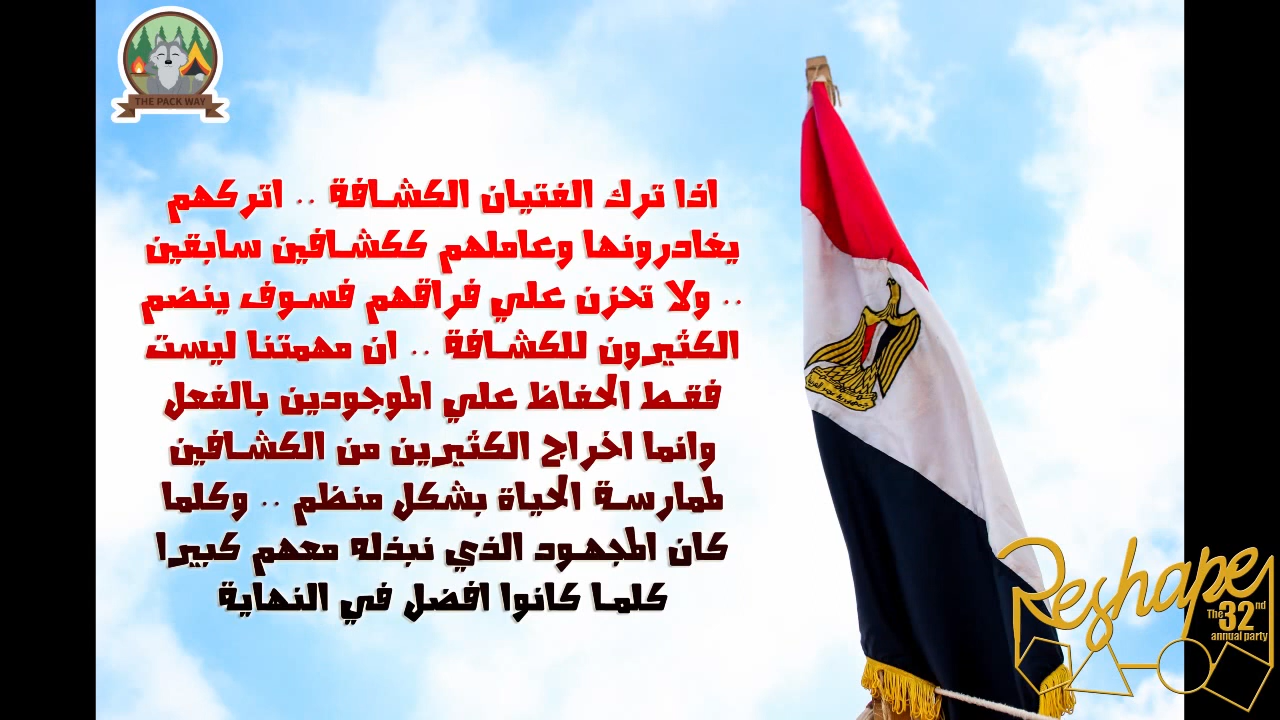 THE PACK WAY
اذا ترك الفتيان الكشافة .. اتركهم
يغادرونها وعاملهم ككشافين سابقين
.. ولا تحزن علي فراقهم فسوف ينضم
الكثيرون للكشافة .. ان مهمتنا ليست
فقط الحفاظ علي الموجودين بالفعل
وانما اخراج الكثيرين من الكشافين
لممارسة الحياة بشكل منظم .. وكلما
كان المجهود الذي نبذله معهم كبيرا
كلما كانوا افضل في النهاية
Reshape
The 32nd
annual party